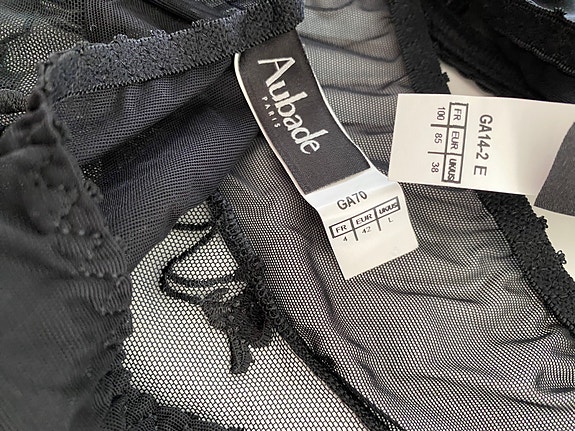 Aubade
PARIS
GA70
FR EUR UK/US
4 42 L
GA14-2 E
FR EUR UK/US
100 85 38